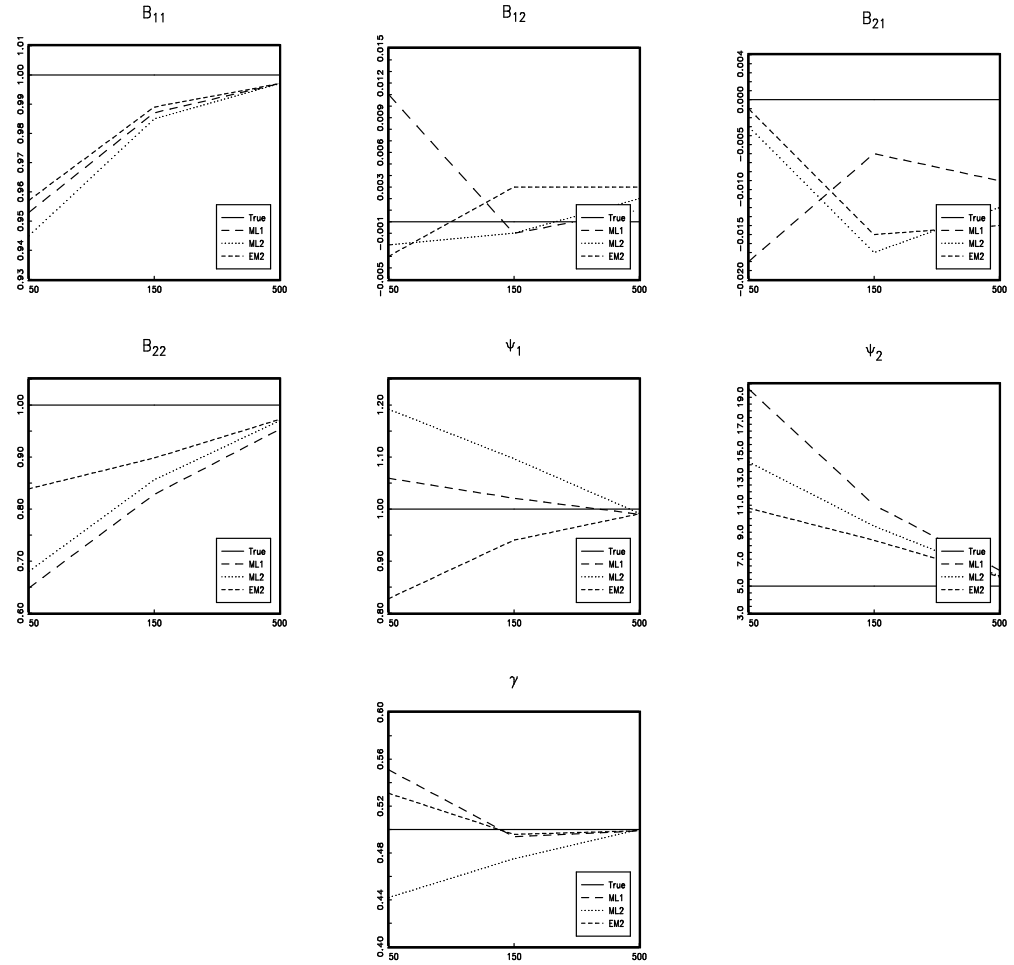 B11
B12
B21
1.01
1.00
0.99
0.98
0.97
0.96
0.95
0.94
0.93
50
150
500
True
ML1
ML2
EM2
0.015
0.012
0.009
0.006
0.003
-0.001
-0.005
50
150
500
True
ML1
ML2
EM2
0.004
0.000
-0.005
-0.010
-0.015
-0.020
50
150
500
True
ML1
ML2
EM2
B22
ψ1
ψ2
1.00
0.90
0.80
0.70
0.60
50
150
500
True
ML1
ML2
EM2
1.20
1.10
1.00
0.90
0.80
50
150
500
True
ML1
ML2
EM2
19.0
17.0
15.0
13.0
11.0
9.0
7.0
5.0
3.0
50
150
500
True
ML1
ML2
EM2
γ
0.60
0.56
0.52
0.48
0.44
0.40
50
150
500
True
ML1
ML2
EM2